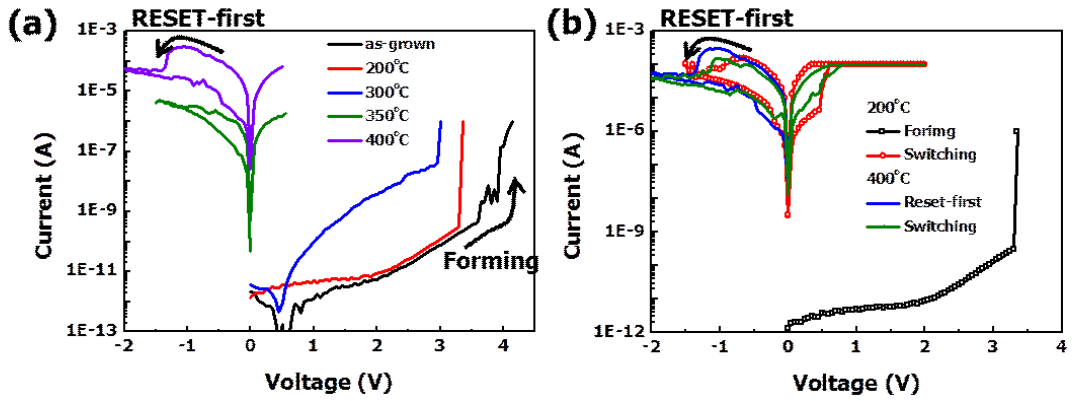 (a)
RESET-first
1E-3
1E-5
1E-7
1E-9
1E-11
1E-13
Current (A)
as-grown
200°C
300°C
350°C
400°C
Forming
-2 -1 0 1 2 3 4
Voltage (V)
(b)
RESET-first
1E-3
1E-6
1E-9
1E-12
Current (A)
200°C
Forimg
Switching
400°C
Reset-first
Switching
-2 -1 0 1 2 3 4
Voltage (V)